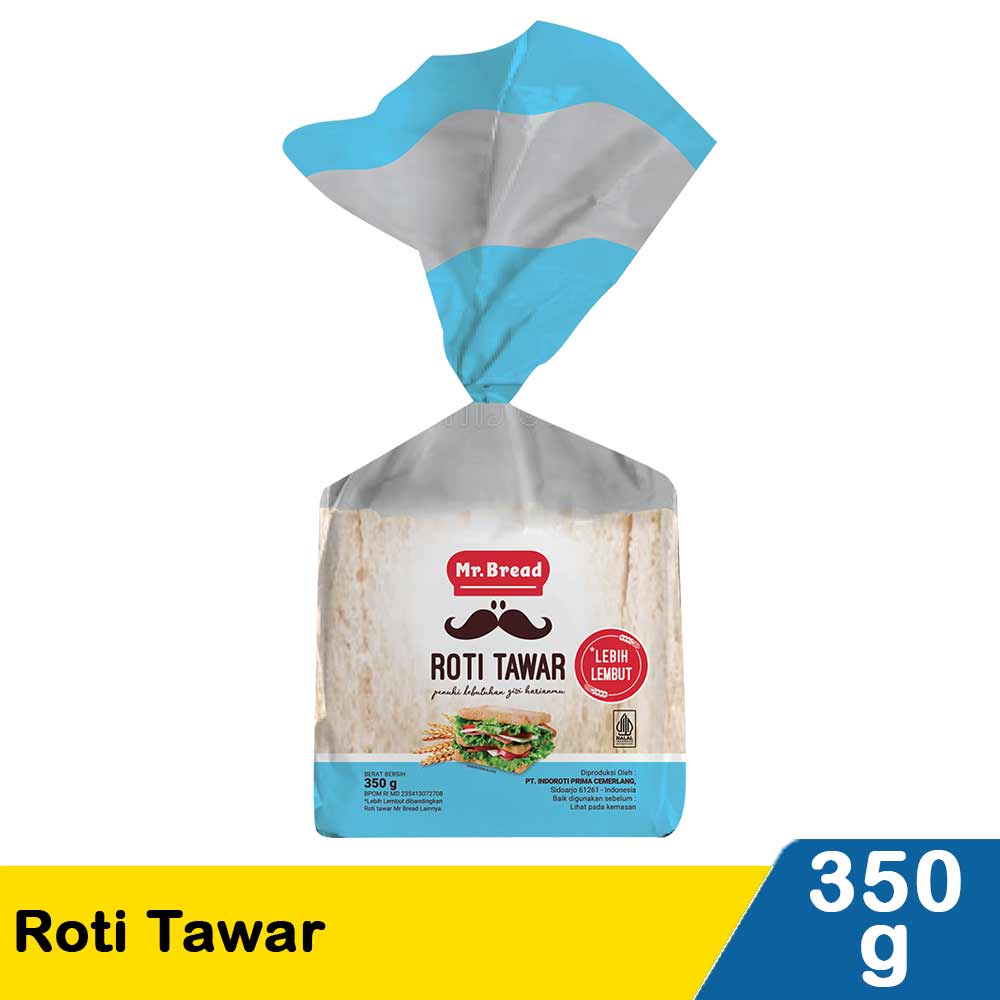 Mr. Bread
ROTI TAWAR
penuhi kebutuhan gizi harianmu
*LEBIH
LEMBUT
HALAL
BERAT BERSIH
350 g
BPOM RI MD 235413072708
*Lebih Lembut dibandingkan
Roti tawar Mr Bread Lainnya.
Diproduksi Oleh :
PT. INDOROTI PRIMA CEMERLANG,
Sidoarjo 61261 - Indonesia
Baik digunakan sebelum :
Lihat pada kemasan
Roti Tawar
350
g